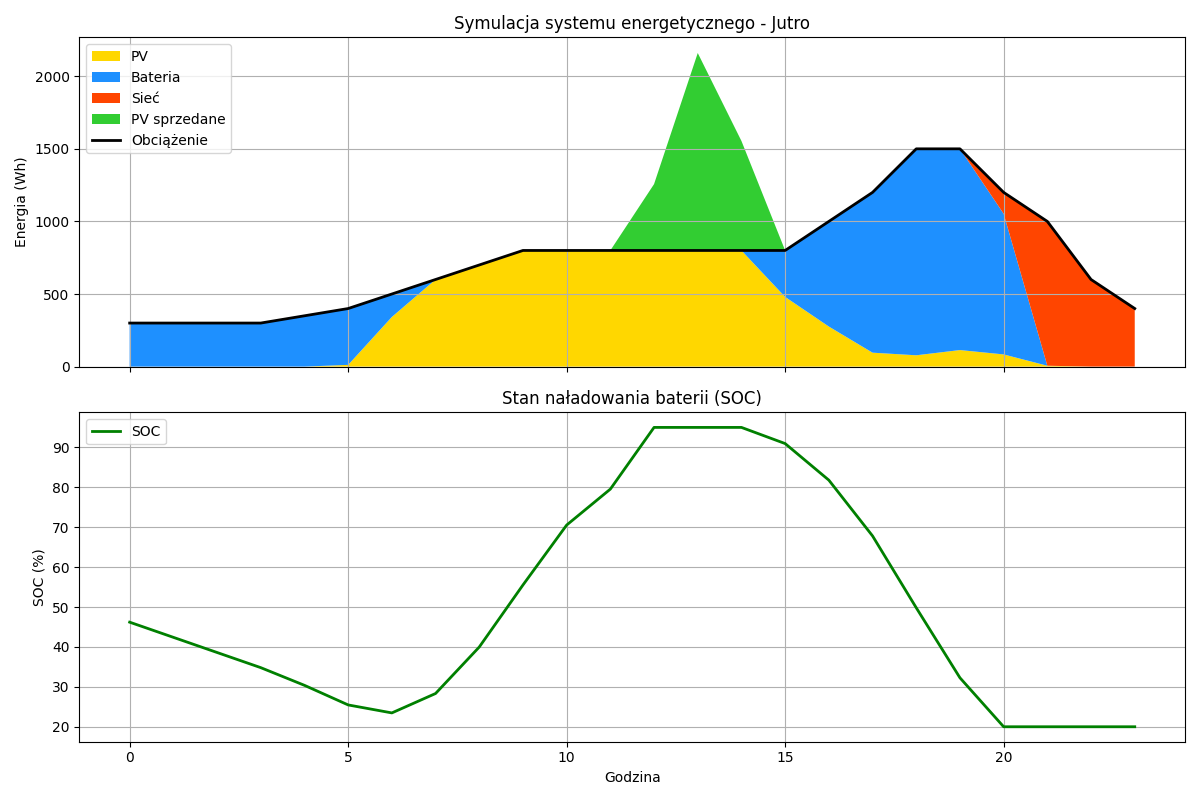 Symulacja systemu energetycznego - Jutro
PV
Bateria
Sieć
PV sprzedane
Obciążenie
Energia (Wh)
2000
1500
1000
500
0
Stan naładowania baterii (SOC)
SOC
SOC (%)
90
80
70
60
50
40
30
20
0 5 10 15 20
Godzina